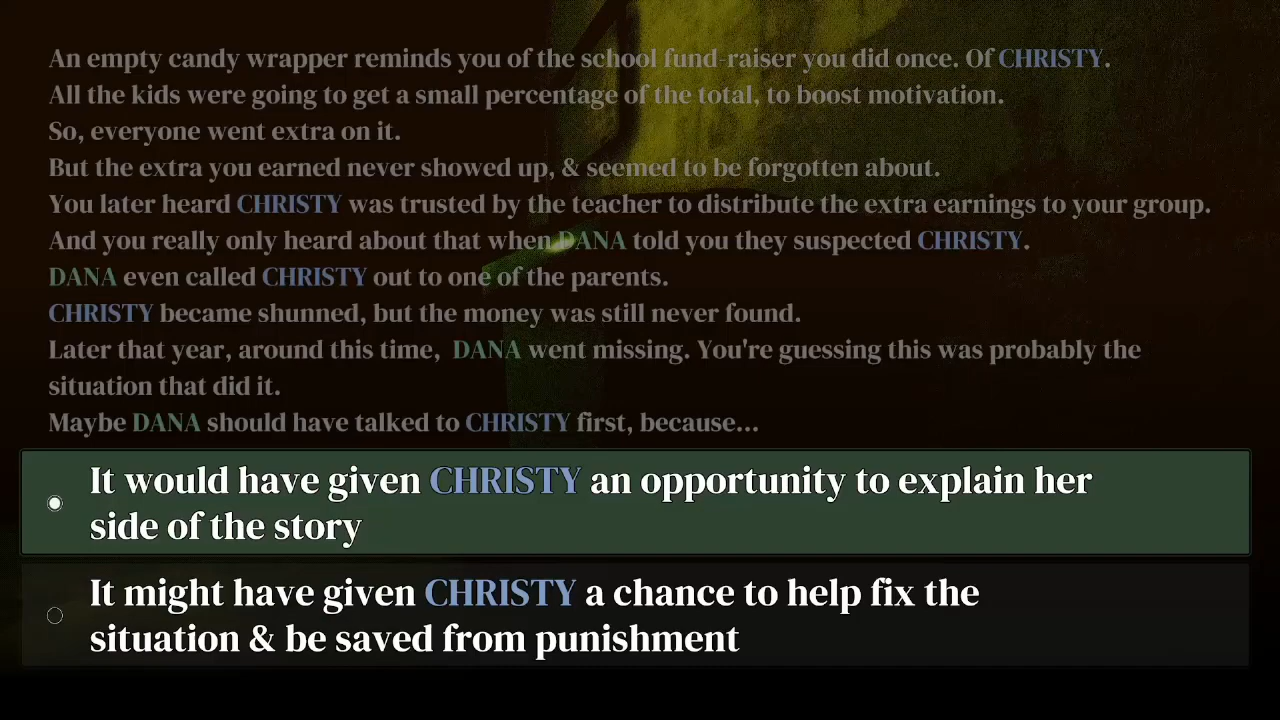 An empty candy wrapper reminds you of the school fund-raiser you did once. Of CHRISTY.
All the kids were going to get a small percentage of the total, to boost motivation.
So, everyone went extra on it.
But the extra you earned never showed up, & seemed to be forgotten about.
You later heard CHRISTY was trusted by the teacher to distribute the extra earnings to your group.
And you really only heard about that when DANA told you they suspected CHRISTY.
DANA even called CHRISTY out to one of the parents.
CHRISTY became shunned, but the money was still never found.
Later that year, around this time,  DANA went missing. You're guessing this was probably the
situation that did it.
Maybe DANA should have talked to CHRISTY first, because...
It would have given CHRISTY an opportunity to explain her
side of the story
It might have given CHRISTY a chance to help fix the
situation & be saved from punishment